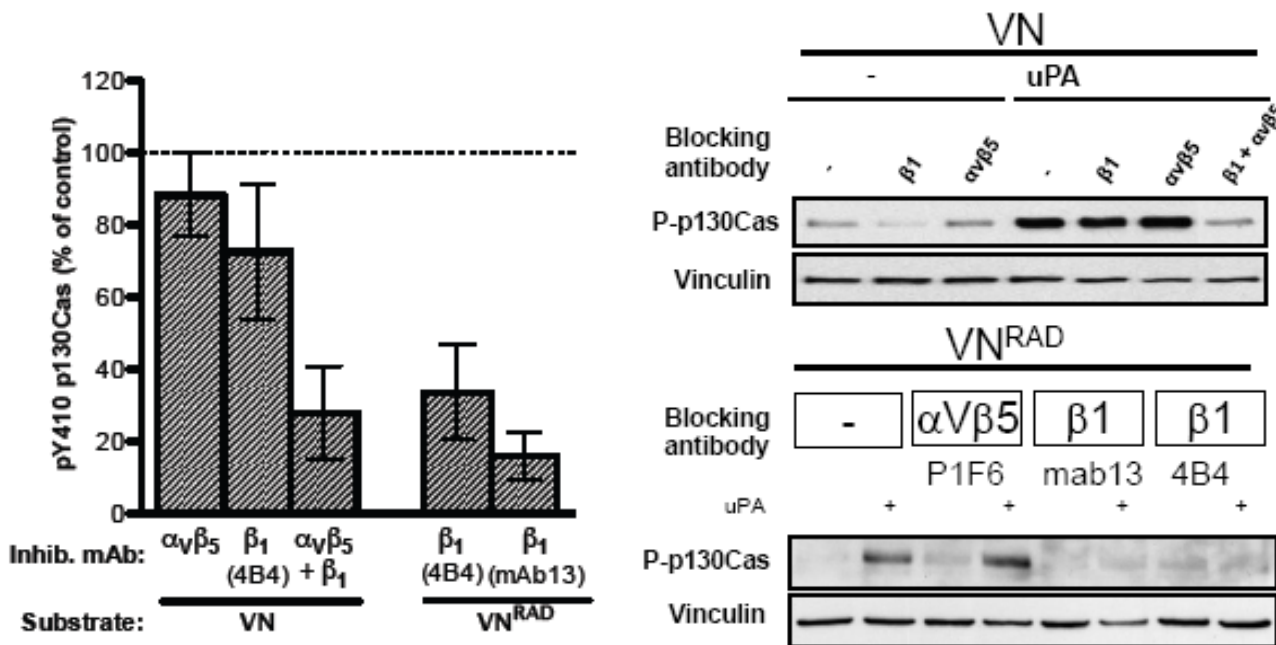 120
100
80
60
40
20
0
pY410 p130Cas (% of control)
Inhib. mAb: αVβ5 β1 αVβ5
(4B4) + β1
β1 β1
(4B4) (mAb13)
Substrate: VN VNRAD
VN
- uPA
Blocking
antibody
- β1 αvβ5 - β1 αvβ5 β1 + αvβ5
P-p130Cas
Vinculin
VNRAD
Blocking
antibody
- αVβ5 β1 β1
P1F6 mab13 4B4
uPA + + + +
P-p130Cas
Vinculin